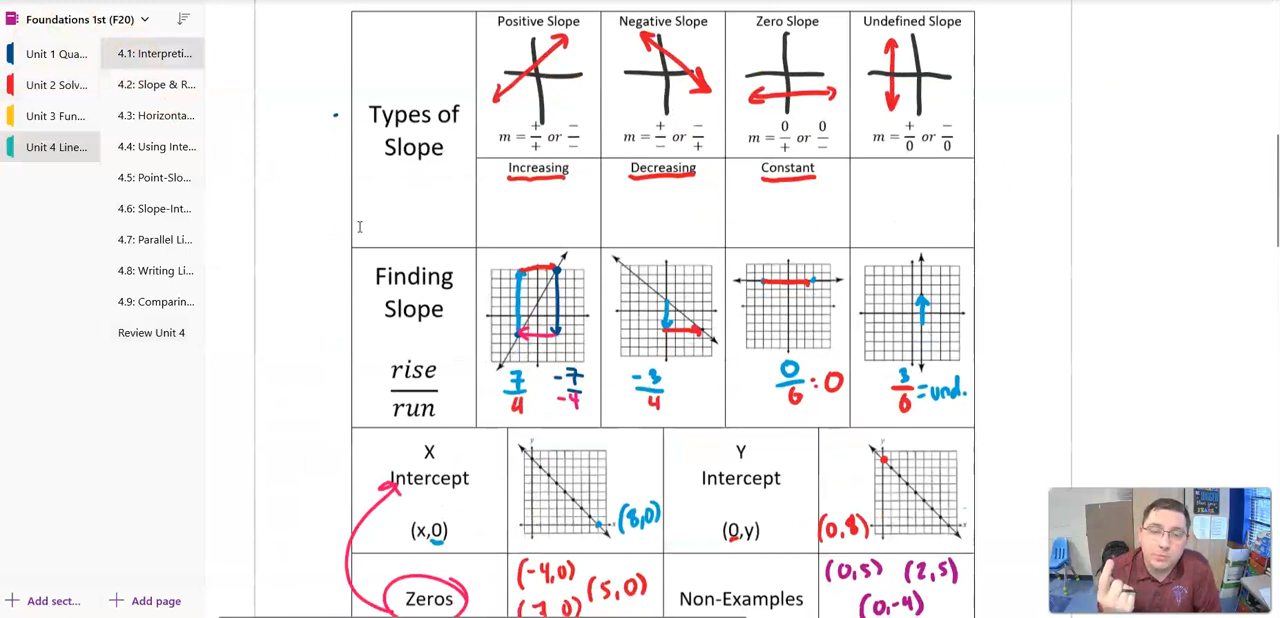 Foundations 1st (F20)
Unit 1 Qua...
Unit 2 Solv...
Unit 3 Fun...
Unit 4 Line...
Add sect...
4.1: Interpreti...
4.2: Slope & R...
4.3: Horizonta...
4.4: Using Inte...
4.5: Point-Slo...
4.6: Slope-Int...
4.7: Parallel Li...
4.8: Writing Li...
4.9: Comparin...
Review Unit 4
Add page
Types of
Slope
Positive Slope
m = +/+ or −/−
Increasing
Negative Slope
m = +/− or −/+
Decreasing
Zero Slope
m = 0/+ or 0/−
Constant
Undefined Slope
m = +/0 or −/0
Finding
Slope
rise
run
7/4 -7/-4
-3/4
0/6 : 0
3/0 = und.
X
Intercept
(x,0)
y
x
(8,0)
Y
Intercept
(0,y)
y
x
(0,8)
Zeros
(-4,0) (5,0)
(7,0)
Non-Examples
(0,5) (2,5)
(0,-4)